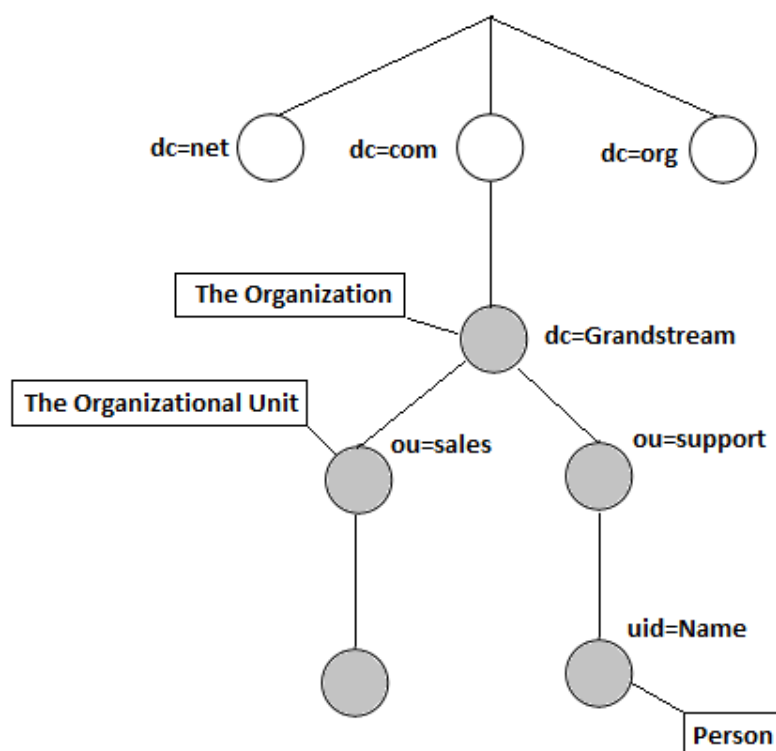 dc=net
dc=com
dc=org
The Organization
dc=Grandstream
The Organizational Unit
ou=sales
ou=support
uid=Name
Person